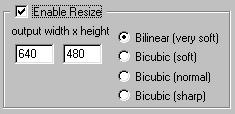 Enable Resize
output width x height
640 480
Bilinear (very soft)
Bicubic (soft)
Bicubic (normal)
Bicubic (sharp)